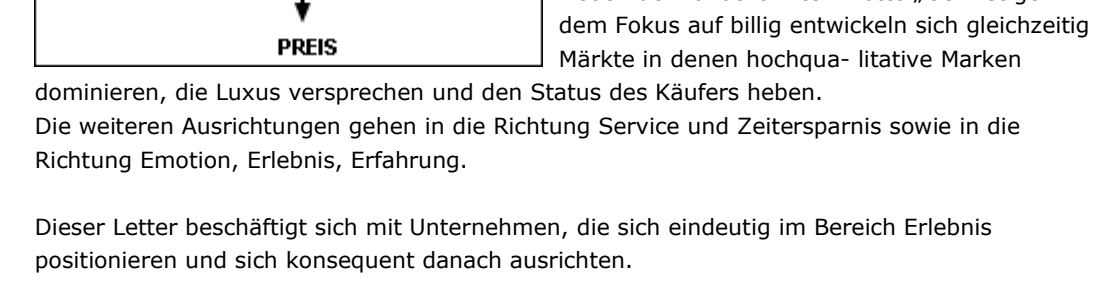 PREIS
dem Fokus auf billig entwickeln sich gleichzeitig
Märkte in denen hochqua- litative Marken
dominieren, die Luxus versprechen und den Status des Käufers heben.
Die weiteren Ausrichtungen gehen in die Richtung Service und Zeitersparnis sowie in die
Richtung Emotion, Erlebnis, Erfahrung.
Dieser Letter beschäftigt sich mit Unternehmen, die sich eindeutig im Bereich Erlebnis
positionieren und sich konsequent danach ausrichten.